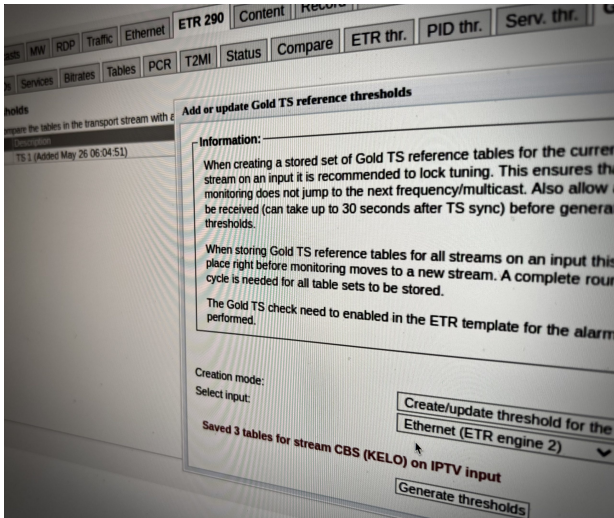 MW RDP Traffic Ethernet ETR 290 Content
Services Bitrates Tables PCR T2MI Status Compare ETR thr. PID thr. Serv. thr.
the tables in the transport stream with a
Description
TS 1 (Added May 26 06:04:51)
Add or update Gold TS reference thresholds
Information:
When creating a stored set of Gold TS reference tables for the
stream on an input it is recommended to lock tuning. This ensures
monitoring does not jump to the next frequency/multicast. Also allow
be received (can take up to 30 seconds after TS sync) before
thresholds.
When storing Gold TS reference tables for all streams on an input
place right before monitoring moves to a new stream. A complete
cycle is needed for all table sets to be stored.
The Gold TS check need to enabled in the ETR template for the
performed.
Creation mode:
Create/update threshold for the
Select input:
Ethernet (ETR engine 2)
Saved 3 tables for stream CBS (KELO) on IPTV input
Generate thresholds